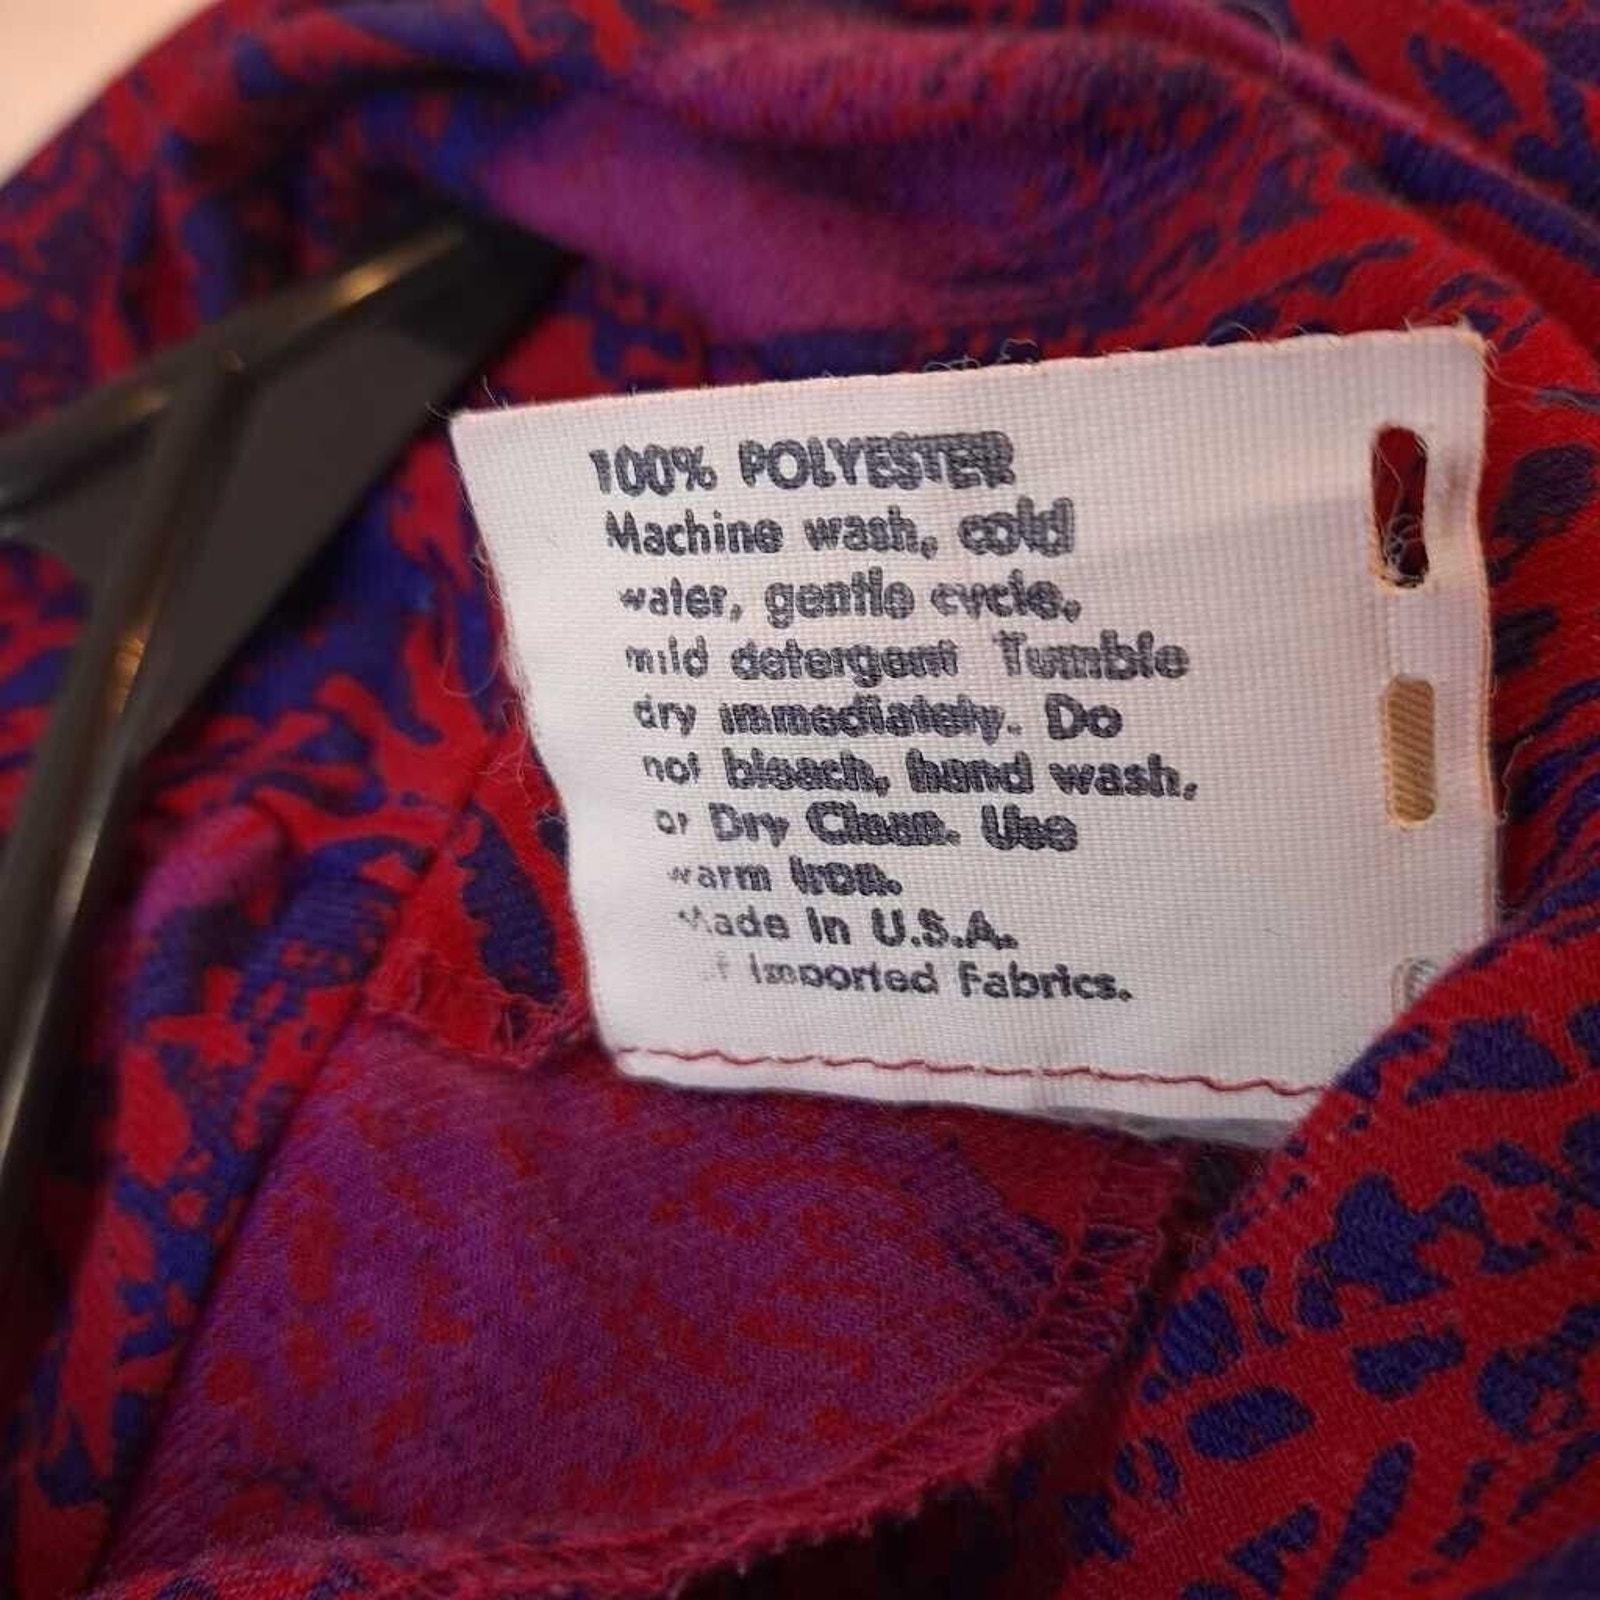 100% POLYESTER
Machine wash, cold
water, gentle cycle,
mild detergent Tumble
dry immediately. Do
not bleach, hand wash,
or Dry Clean. Use
warm Iron.
Made In U.S.A.
Imported Fabrics.